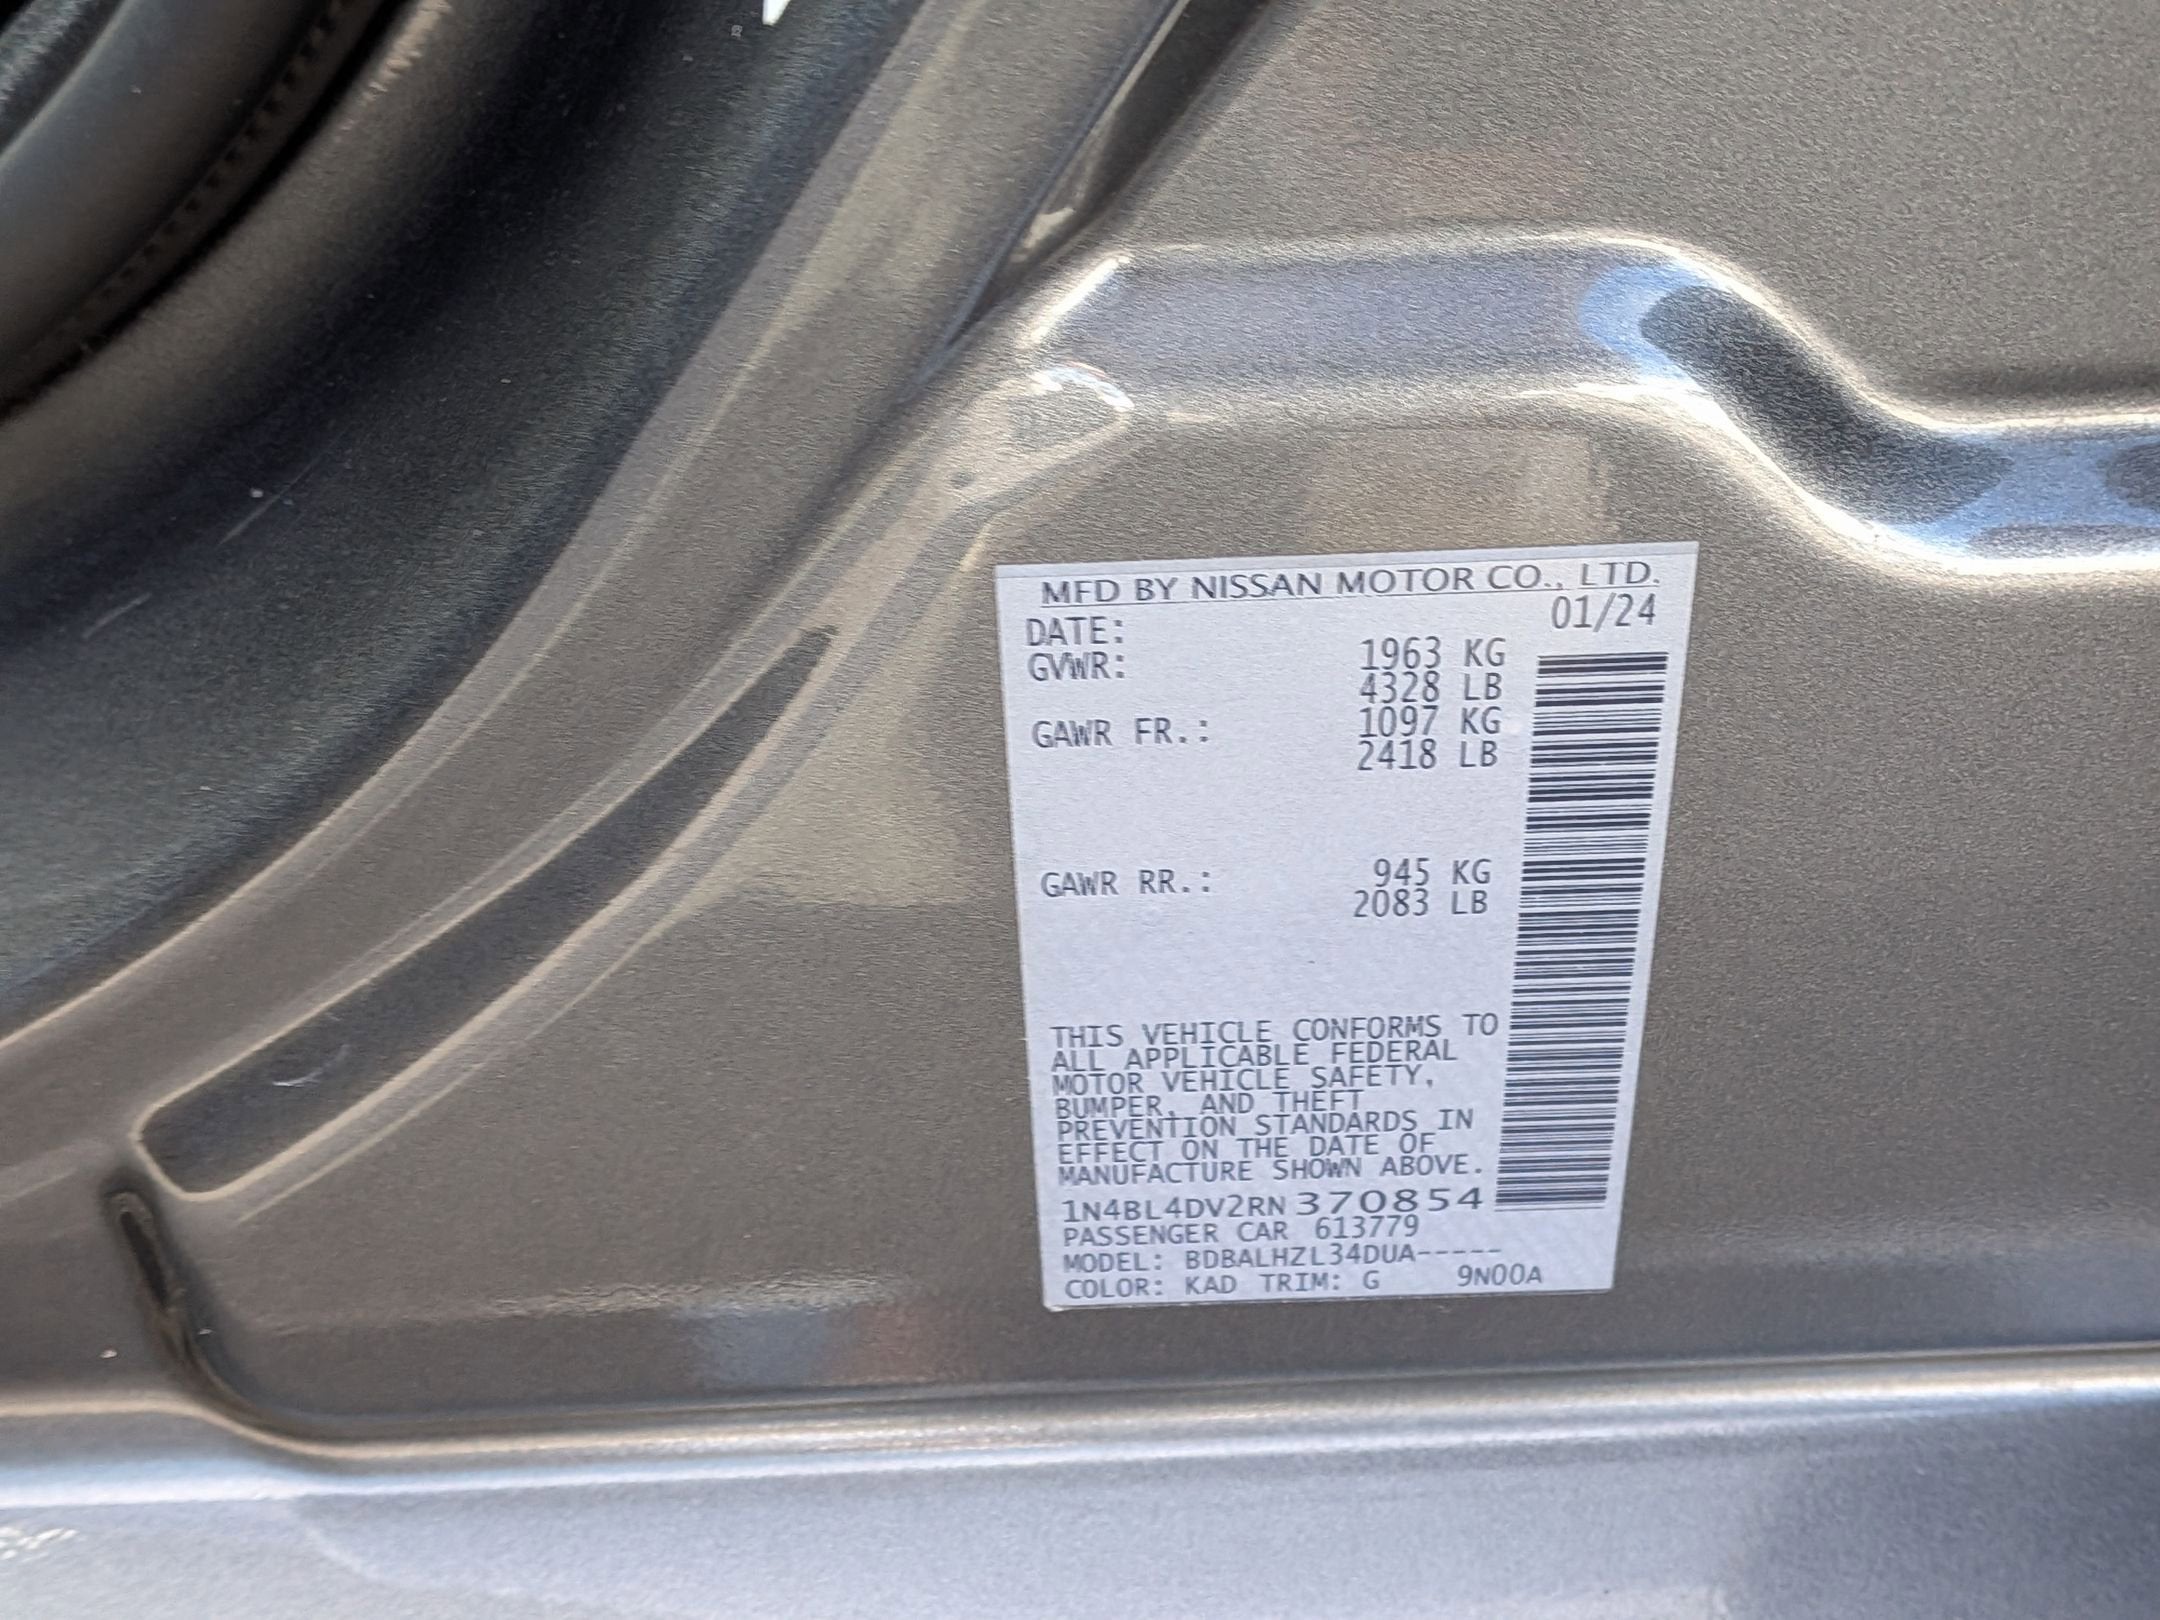 MFD BY NISSAN MOTOR CO., LTD.
DATE: 01/24
GVWR: 1963 KG
4328 LB
GAWR FR.: 1097 KG
2418 LB
GAWR RR.: 945 KG
2083 LB
THIS VEHICLE CONFORMS TO
ALL APPLICABLE FEDERAL
MOTOR VEHICLE SAFETY,
BUMPER, AND THEFT
PREVENTION STANDARDS IN
EFFECT ON THE DATE OF
MANUFACTURE SHOWN ABOVE.
1N4BL4DV2RN370854
PASSENGER CAR 613779
MODEL: BDBALHZL34DUA-----
COLOR: KAD TRIM: G 9N00A